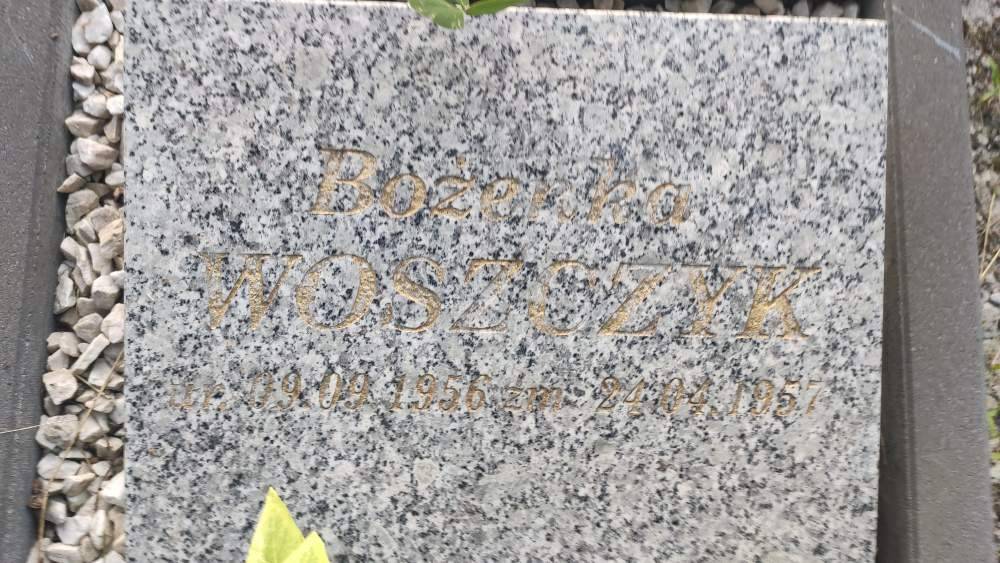 Bożenka
WOSZCZYK
ur. 09.09.1956 zm. 24.04.1957